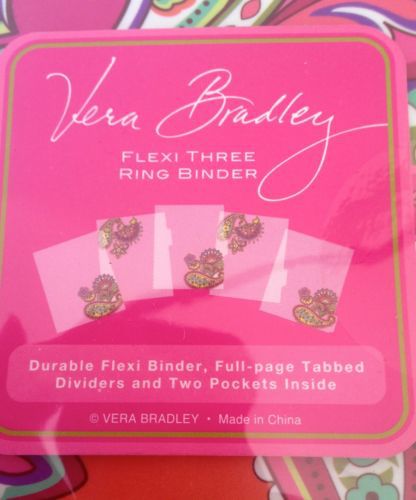 Vera Bradley
FLEXI THREE
RING BINDER
Durable Flexi Binder, Full-page Tabbed
Dividers and Two Pockets Inside
© VERA BRADLEY • Made in China